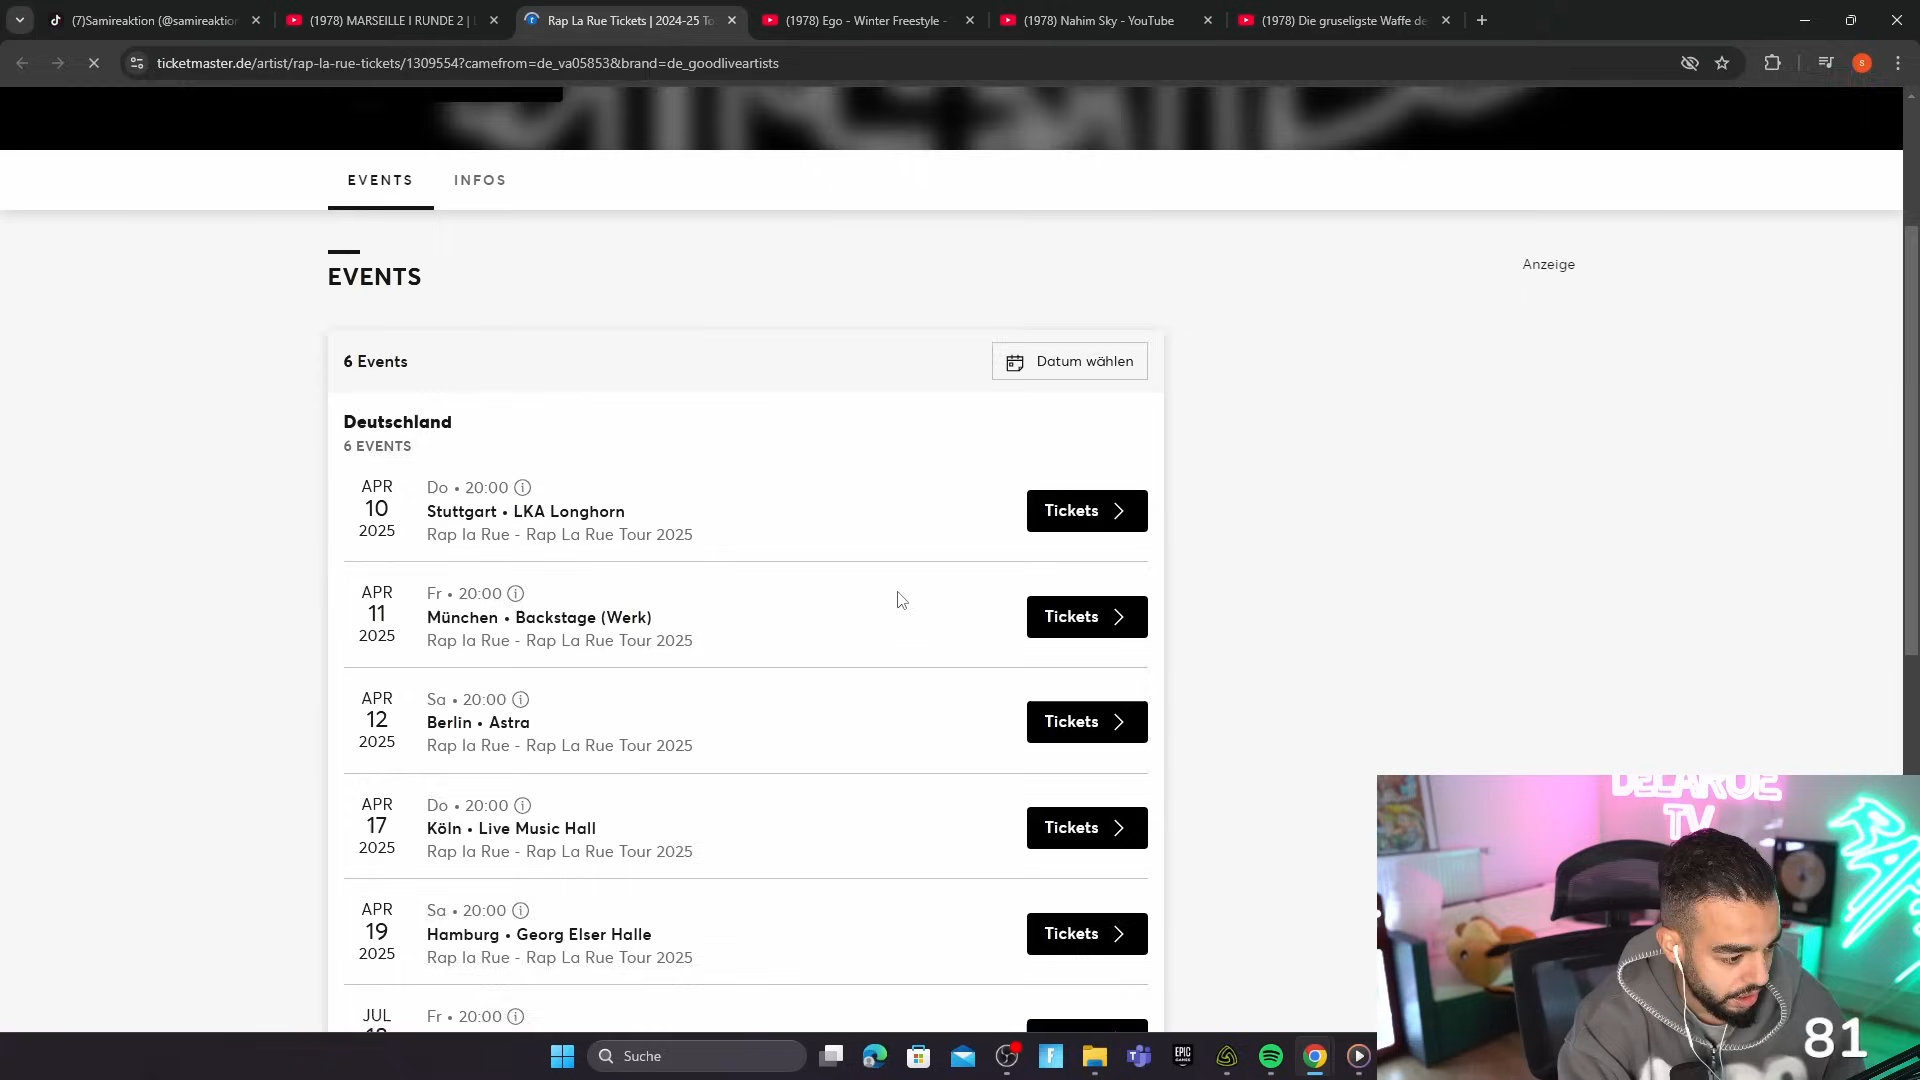 (7)Samireaktion (@samireaktion
(1978) MARSEILLE I RUNDE 2 |
Rap La Rue Tickets | 2024-25 To
(1978) Ego - Winter Freestyle -
(1978) Nahim Sky - YouTube
(1978) Die gruseligste Waffe de
ticketmaster.de/artist/rap-la-rue-tickets/1309554?camefrom=de_va05853&brand=de_goodliveartists
S
EVENTS
INFOS
EVENTS
Anzeige
6 Events
Datum wählen
Deutschland
6 EVENTS
APR
10
2025
Do • 20:00
Stuttgart • LKA Longhorn
Rap la Rue - Rap La Rue Tour 2025
Tickets
APR
11
2025
Fr • 20:00
München • Backstage (Werk)
Rap la Rue - Rap La Rue Tour 2025
Tickets
APR
12
2025
Sa • 20:00
Berlin • Astra
Rap la Rue - Rap La Rue Tour 2025
Tickets
APR
17
2025
Do • 20:00
Köln • Live Music Hall
Rap la Rue - Rap La Rue Tour 2025
Tickets
APR
19
2025
Sa • 20:00
Hamburg • Georg Elser Halle
Rap la Rue - Rap La Rue Tour 2025
Tickets
JUL
Fr • 20:00
DELARUE
TV
81
Suche
EPIC
GAMES